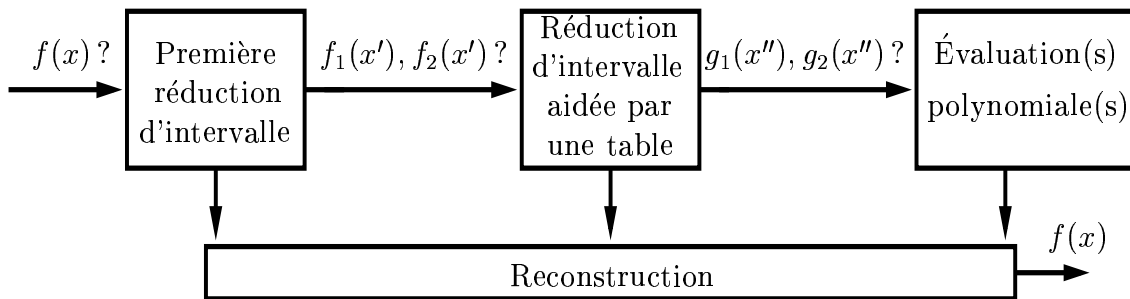 f(x) ?
Première
réduction
d'intervalle
f₁(x′), f₂(x′) ?
Réduction
d'intervalle
aidée par
une table
g₁(x″), g₂(x″) ?
Évaluation(s)
polynomiale(s)
Reconstruction
f(x)